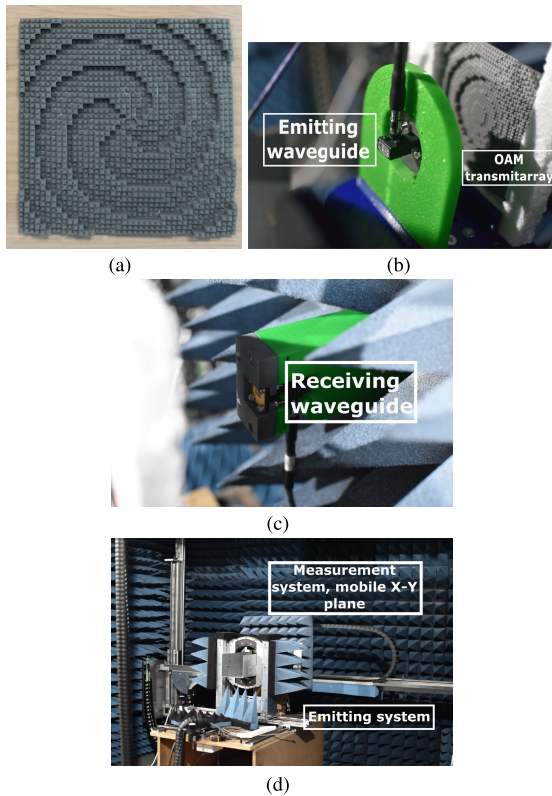 (a)
Emitting
waveguide
OAM
transmitarray
(b)
Receiving
waveguide
(c)
Measurement
system, mobile X-Y
plane
Emitting system
(d)